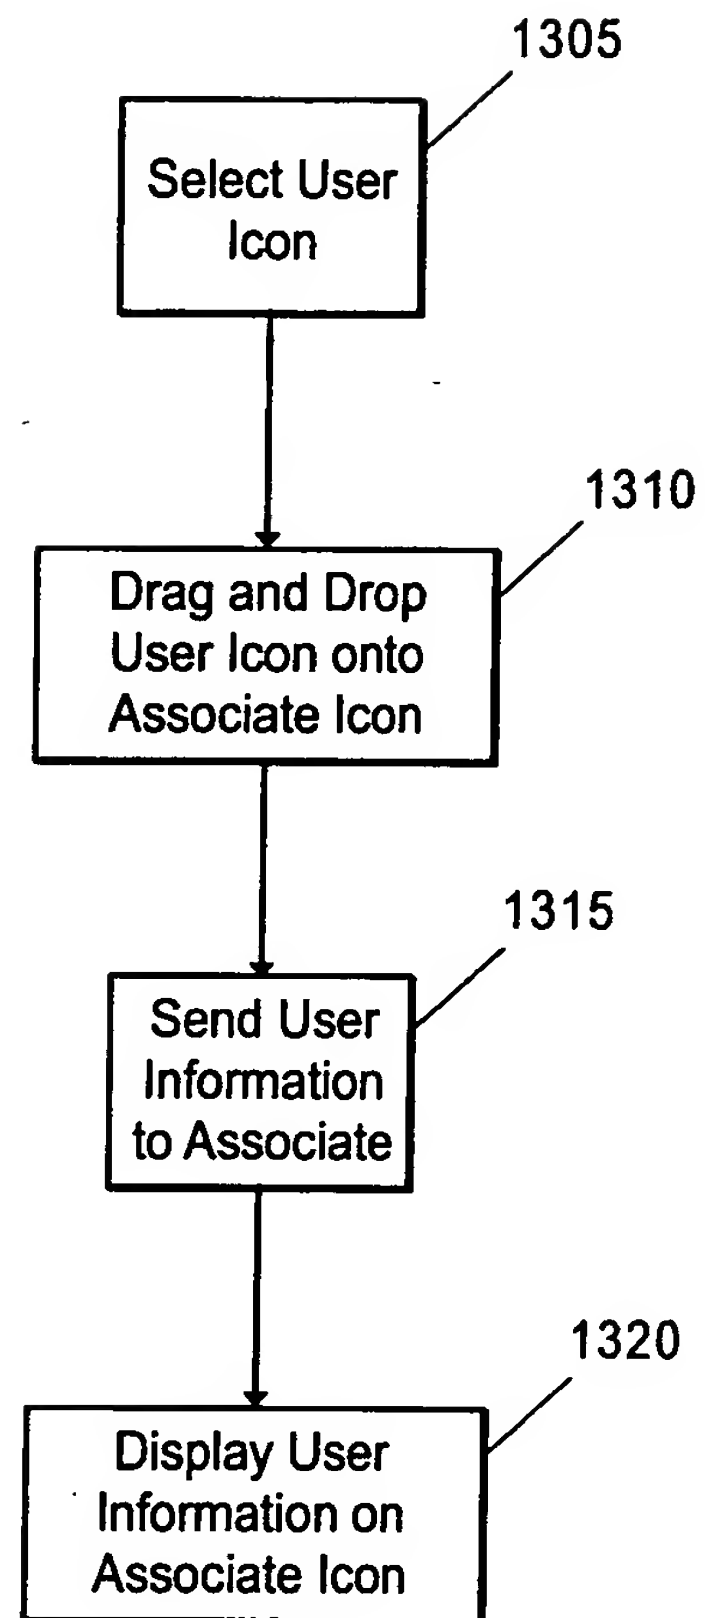 1305
Select User
Icon
1310
Drag and Drop
User Icon onto
Associate Icon
1315
Send User
Information
to Associate
1320
Display User
Information on
Associate Icon